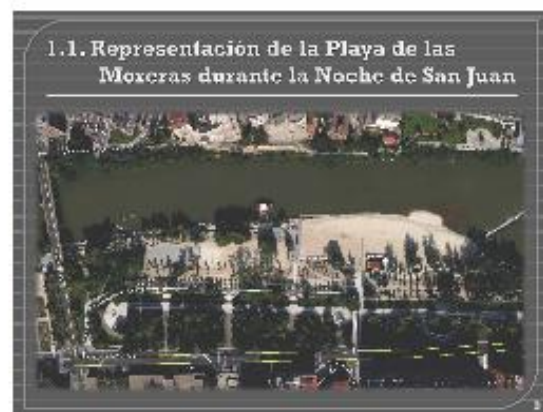 1.1. Representación de la Playa de las
Moreras durante la Noche de San Juan